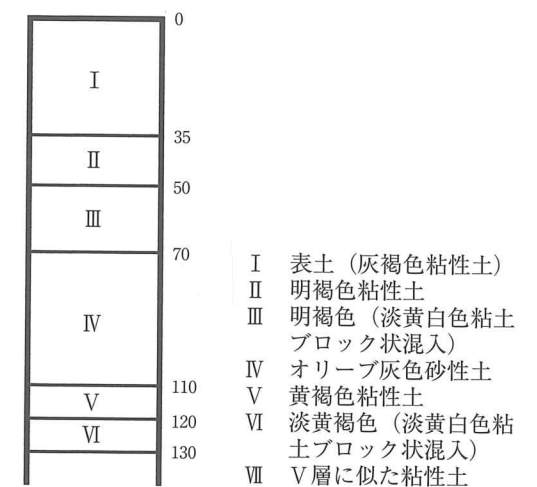 0
Ⅰ
35
Ⅱ
50
Ⅲ
70
Ⅳ
110
Ⅴ
120
Ⅵ
130
Ⅰ 表土（灰褐色粘性土）
Ⅱ 明褐色粘性土
Ⅲ 明褐色（淡黄白色粘土
ブロック状混入）
Ⅳ オリーブ灰色砂性土
Ⅴ 黄褐色粘性土
Ⅵ 淡黄褐色（淡黄白色粘
土ブロック状混入）
Ⅶ Ⅴ層に似た粘性土